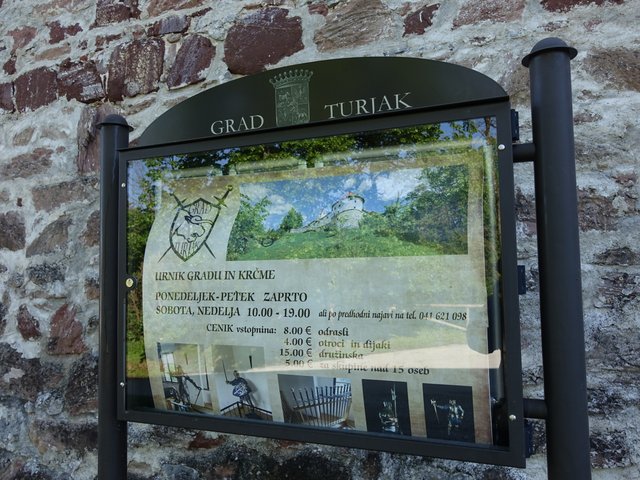 GRAD TURJAK
GRAD
TURJAK
URNIK GRADU IN KRČME
PONEDELJEK - PETEK ZAPRTO
SOBOTA, NEDELJA 10.00 - 19.00 ali po predhodni najavi na tel. 041 621 098
CENIK vstopnina: 8.00 € odrasli
4.00 € otroci in dijaki
15.00 € družinska
5.00 € za skupine nad 15 oseb